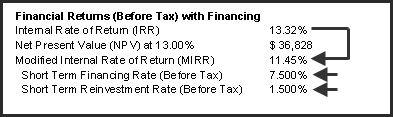 Financial Returns (Before Tax) with Financing
Internal Rate of Return (IRR) 13.32%
Net Present Value (NPV) at 13.00% $ 36,828
Modified Internal Rate of Return (MIRR) 11.45%
Short Term Financing Rate (Before Tax) 7.500%
Short Term Reinvestment Rate (Before Tax) 1.500%